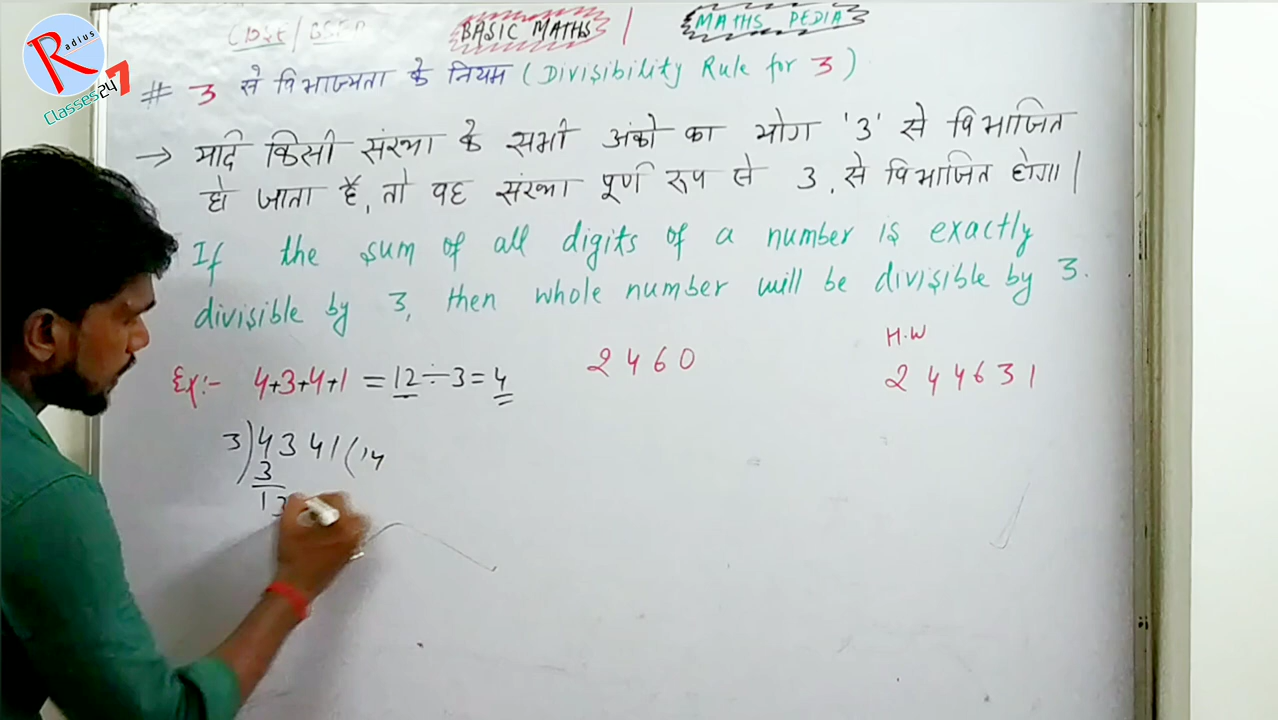 Radius
Classes24
7
CBSE/BSEB
BASIC MATHS
MATHS PEDIA
# 3 से विभाज्यता के नियम (Divisibility Rule for 3)
→ यदि किसी संख्या के सभी अंको का योग '3' से विभाजित
हो जाता है, तो वह संख्या पूर्ण रूप से 3, से विभाजित होगा।
If the sum of all digits of a number is exactly
divisible by 3, then whole number will be divisible by 3.
H.W
Ex:- 4+3+4+1 = 12 ÷ 3 = 4
2460
244631
3)4341(14
3
13